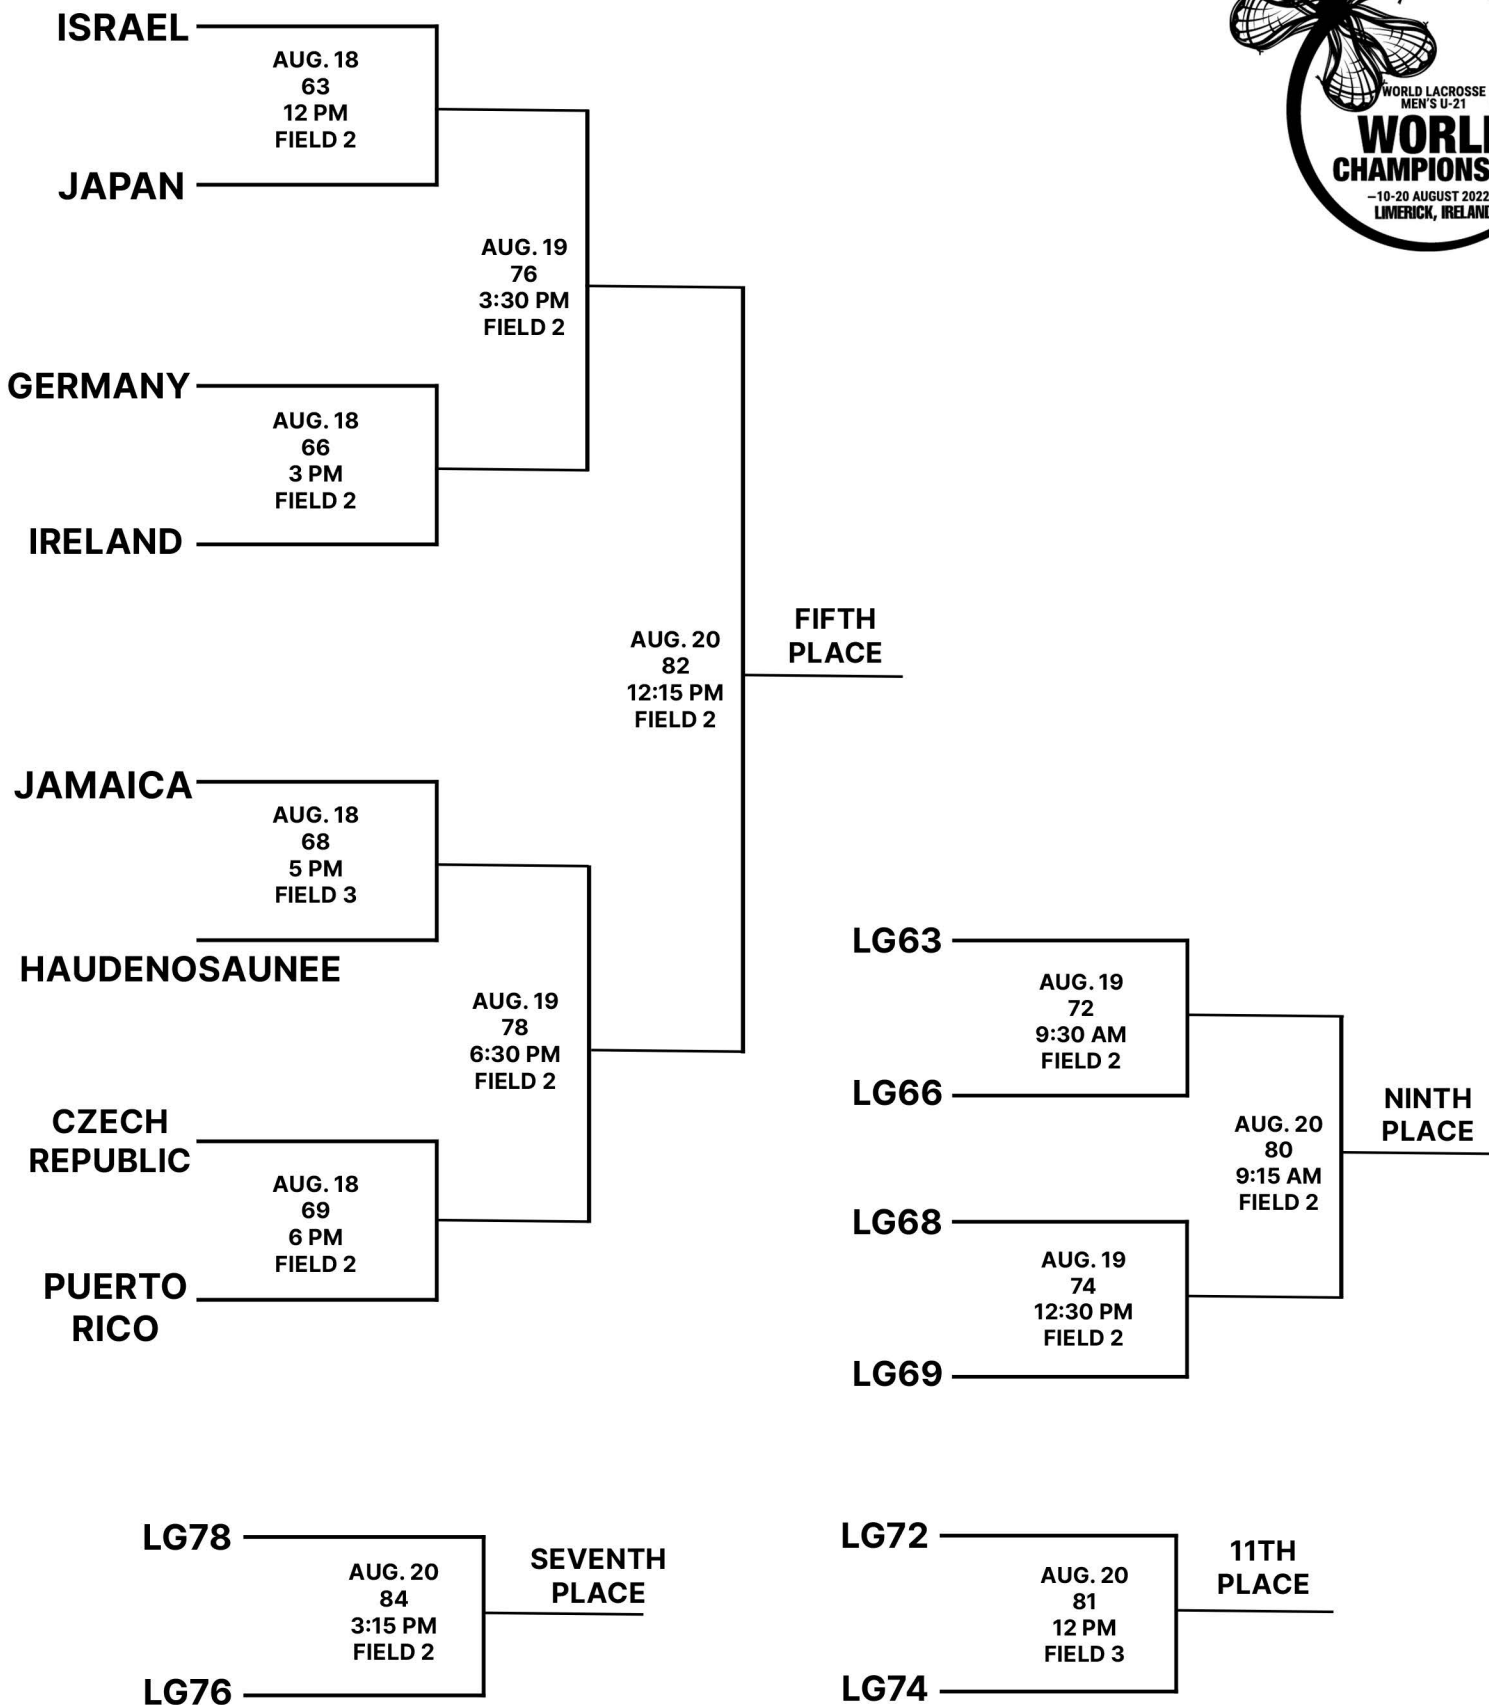 ISRAEL
AUG. 18
63
12 PM
FIELD 2
JAPAN
AUG. 19
76
3:30 PM
FIELD 2
GERMANY
AUG. 18
66
3 PM
FIELD 2
IRELAND
AUG. 20
82
12:15 PM
FIELD 2
FIFTH
PLACE
JAMAICA
AUG. 18
68
5 PM
FIELD 3
HAUDENOSAUNEE
AUG. 19
78
6:30 PM
FIELD 2
CZECH
REPUBLIC
AUG. 18
69
6 PM
FIELD 2
PUERTO
RICO
WORLD LACROSSE
MEN'S U-21
WORL
CHAMPIONS
–10-20 AUGUST 2022
LIMERICK, IRELAND
LG63
AUG. 19
72
9:30 AM
FIELD 2
LG66
AUG. 20
80
9:15 AM
FIELD 2
NINTH
PLACE
LG68
AUG. 19
74
12:30 PM
FIELD 2
LG69
LG78
AUG. 20
84
3:15 PM
FIELD 2
LG76
SEVENTH
PLACE
LG72
AUG. 20
81
12 PM
FIELD 3
LG74
11TH
PLACE